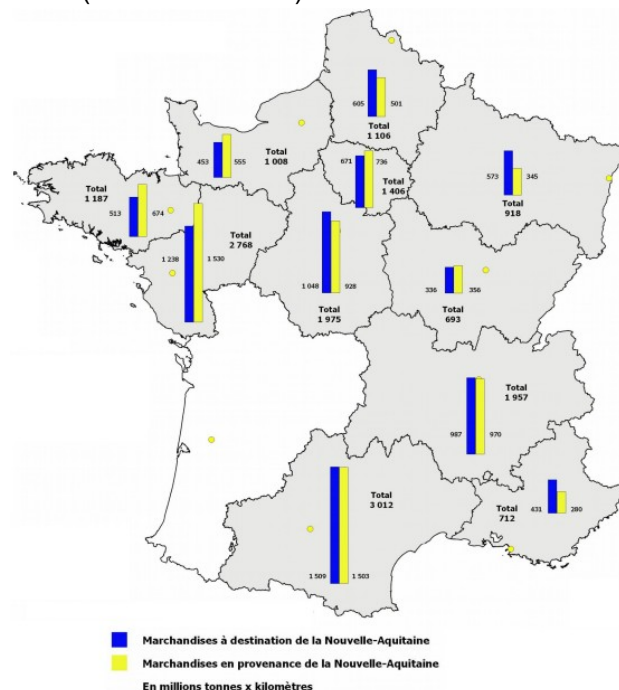 605 501
Total
1 106
453 555
Total
1 008
671 736
Total
1 406
573 345
Total
918
Total
1 187
513 674
Total
2 768
1 238 1 530
1 048 928
Total
1 975
336 356
Total
693
Total
1 957
987 970
Total
3 012
1 509 1 503
Total
712
431 280
Marchandises à destination de la Nouvelle-Aquitaine
Marchandises en provenance de la Nouvelle-Aquitaine
En millions tonnes x kilomètres